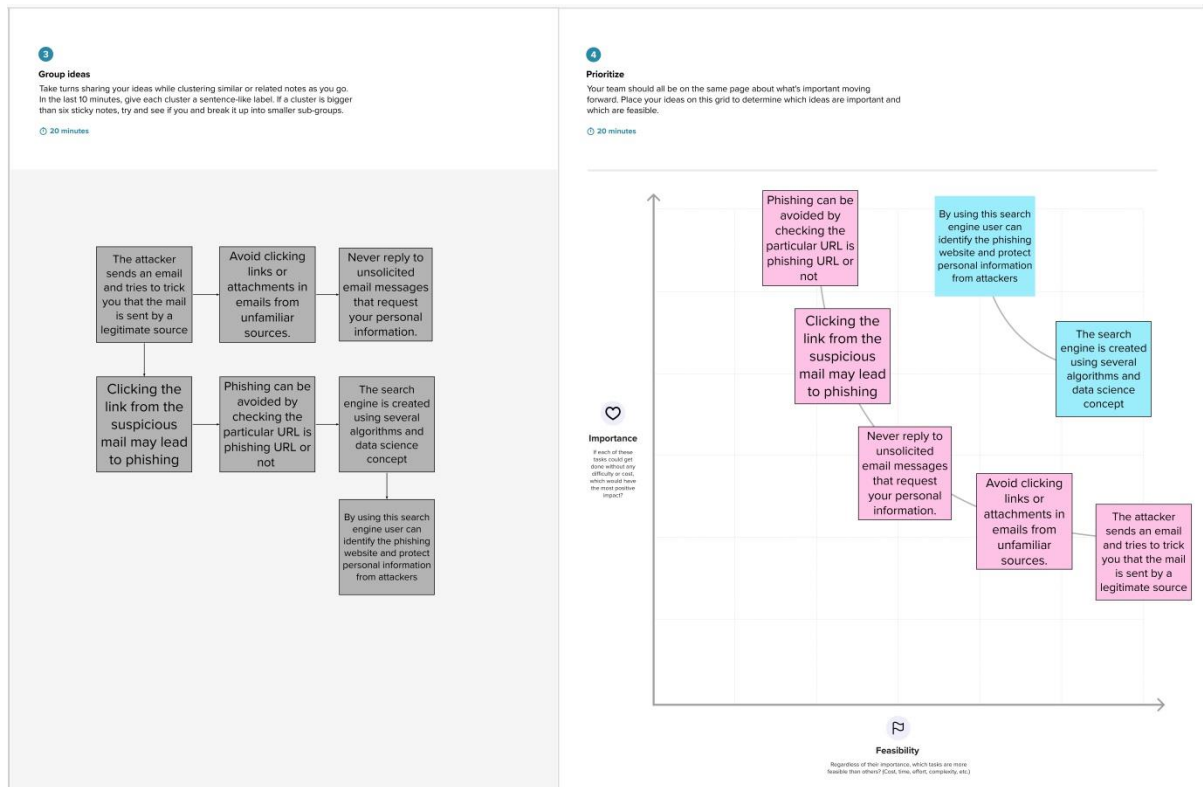 3
Group ideas
Take turns sharing your ideas while clustering similar or related notes as you go.
In the last 10 minutes, give each cluster a sentence-like label. If a cluster is bigger
than six sticky notes, try and see if you and break it up into smaller sub-groups.
20 minutes
The attacker
sends an email
and tries to trick
you that the mail
is sent by a
legitimate source
Avoid clicking
links or
attachments in
emails from
unfamiliar
sources.
Never reply to
unsolicited
email messages
that request
your personal
information.
Clicking the
link from the
suspicious
mail may lead
to phishing
Phishing can be
avoided by
checking the
particular URL is
phishing URL or
not
The search
engine is created
using several
algorithms and
data science
concept
By using this search
engine user can
identify the phishing
website and protect
personal information
from attackers
4
Prioritize
Your team should all be on the same page about what's important moving
forward. Place your ideas on this grid to determine which ideas are important and
which are feasible.
20 minutes
Phishing can be
avoided by
checking the
particular URL is
phishing URL or
not
By using this search
engine user can
identify the phishing
website and protect
personal information
from attackers
Clicking the
link from the
suspicious
mail may lead
to phishing
The search
engine is created
using several
algorithms and
data science
concept
Never reply to
unsolicited
email messages
that request
your personal
information.
Avoid clicking
links or
attachments in
emails from
unfamiliar
sources.
The attacker
sends an email
and tries to trick
you that the mail
is sent by a
legitimate source
Importance
If each of these
tasks could get
done without any
difficulty or cost,
which would have
the most positive
impact?
Feasibility
Regardless of their importance, which tasks are more
feasible than others? (Cost, time, effort, complexity, etc.)